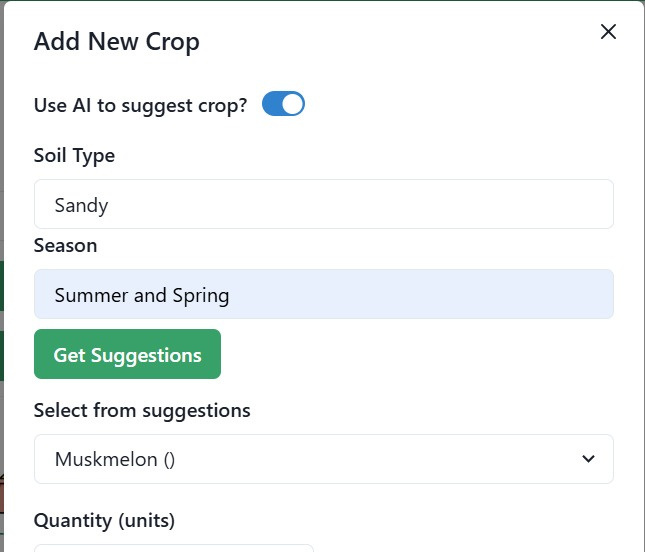 Add New Crop
Use AI to suggest crop?
Soil Type
Sandy
Season
Summer and Spring
Get Suggestions
Select from suggestions
Muskmelon ()
Quantity (units)